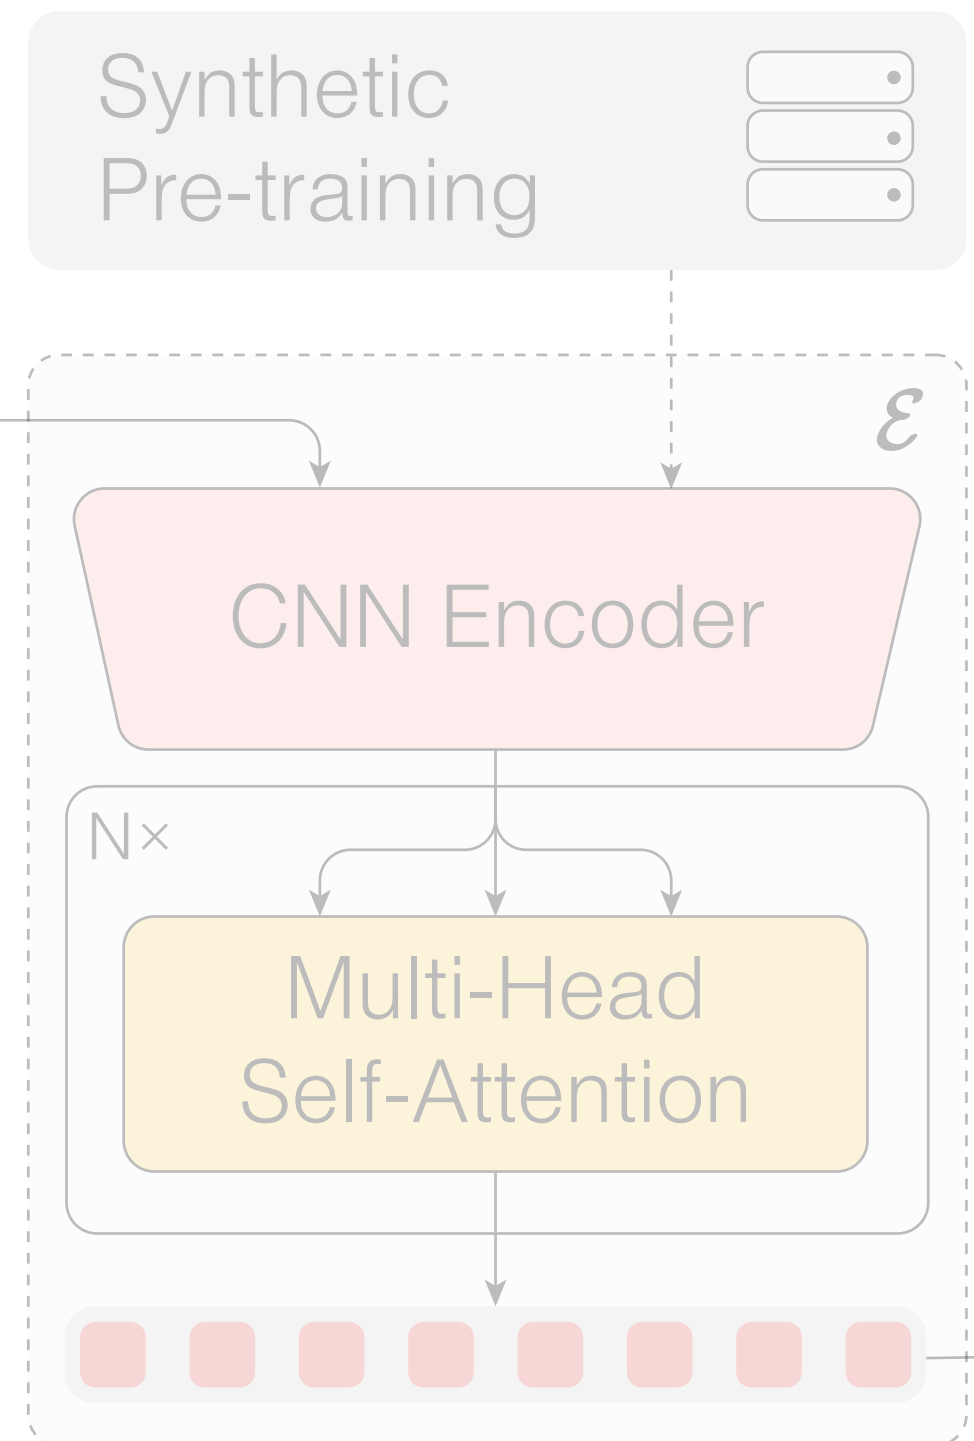 Synthetic
Pre-training
ℰ
CNN Encoder
N×
Multi-Head
Self-Attention